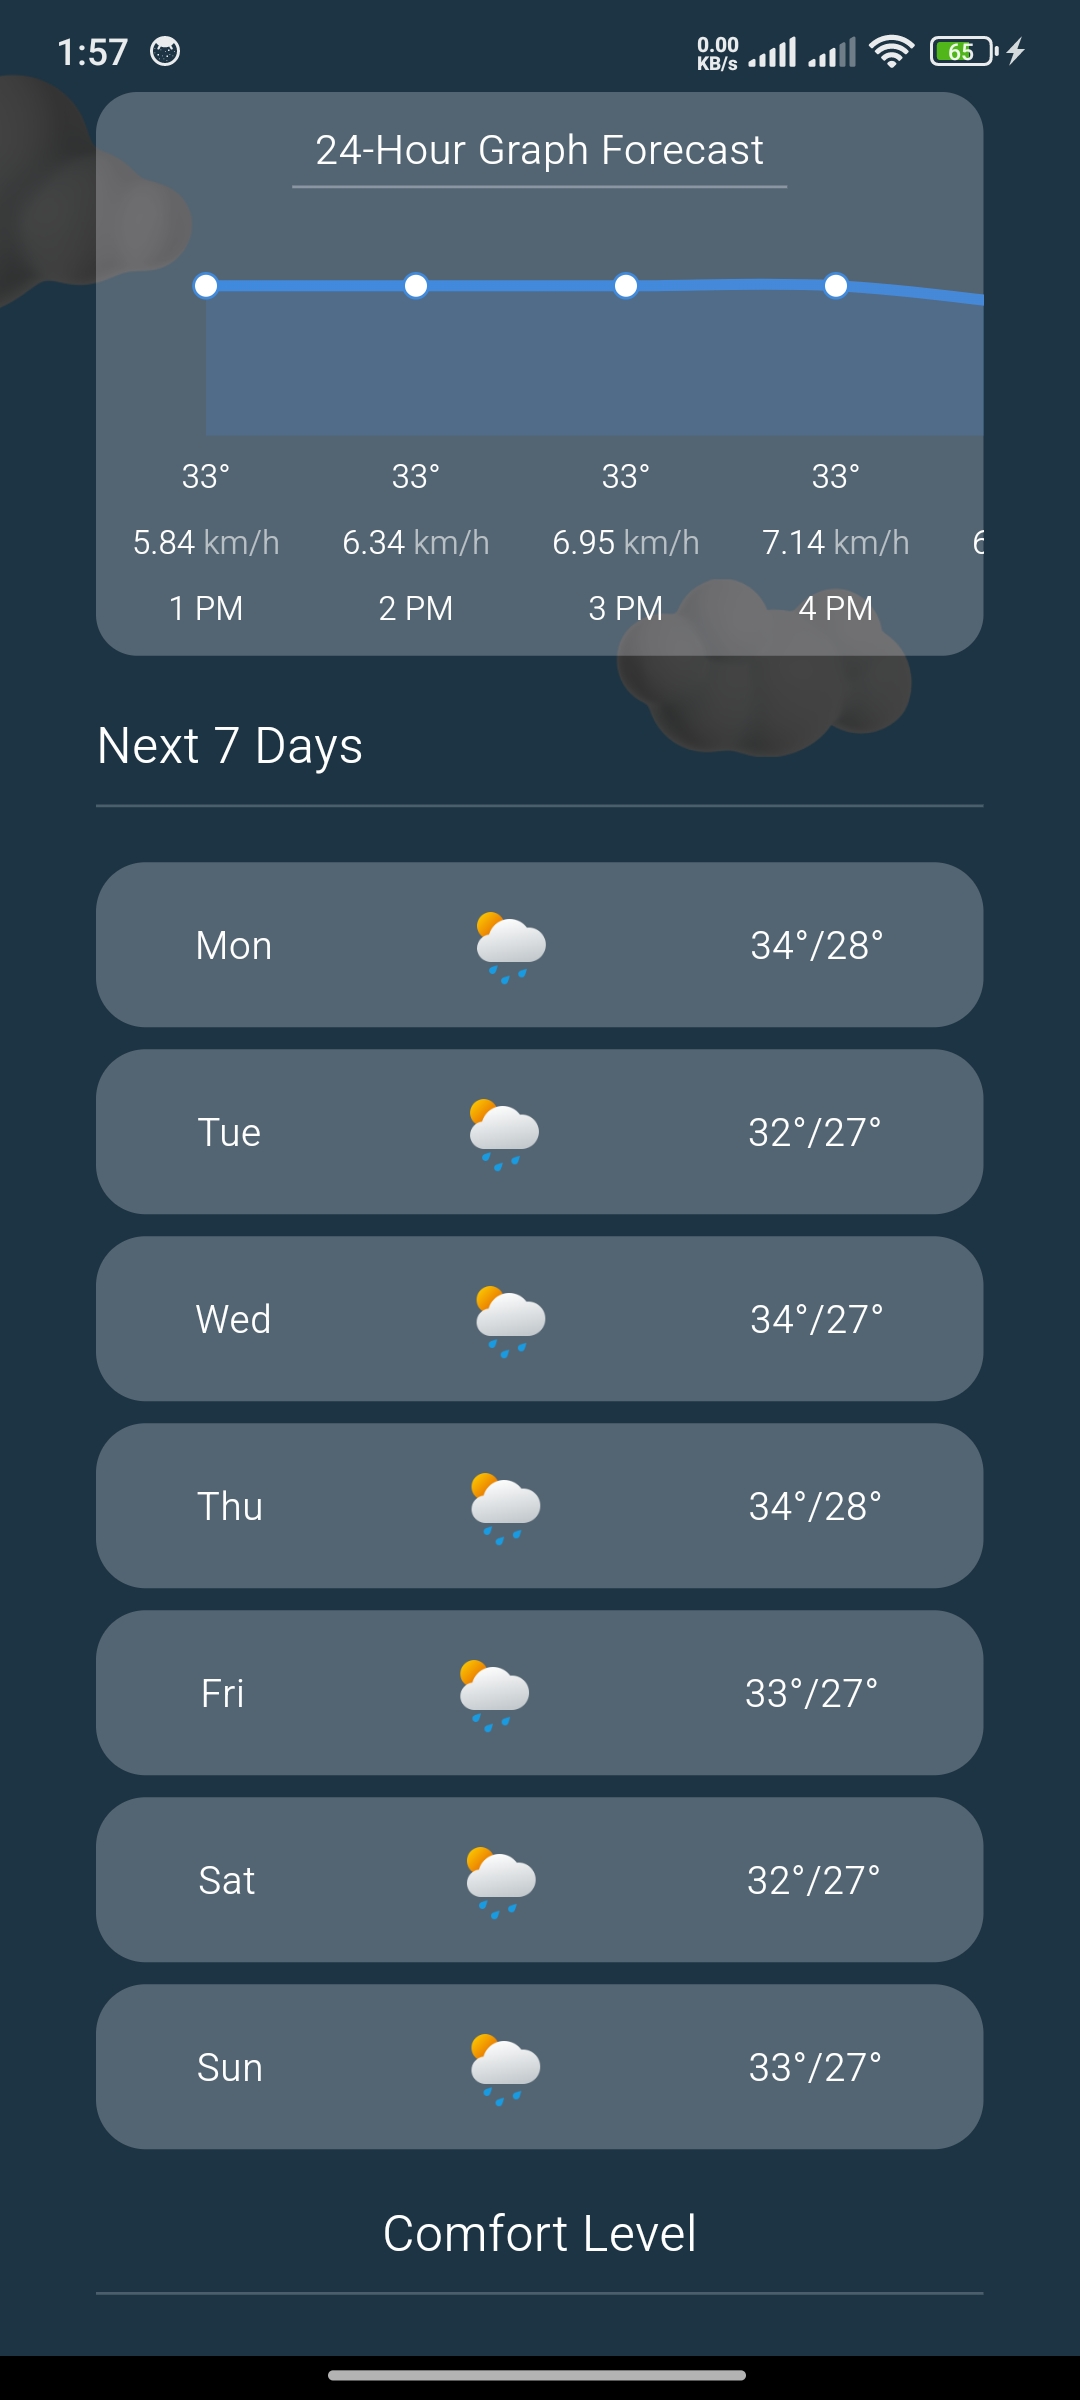 1:57 0.00 KB/s 65
24-Hour Graph Forecast
33° 33° 33° 33°
5.84 km/h 6.34 km/h 6.95 km/h 7.14 km/h
1 PM 2 PM 3 PM 4 PM
Next 7 Days
Mon 34°/28°
Tue 32°/27°
Wed 34°/27°
Thu 34°/28°
Fri 33°/27°
Sat 32°/27°
Sun 33°/27°
Comfort Level